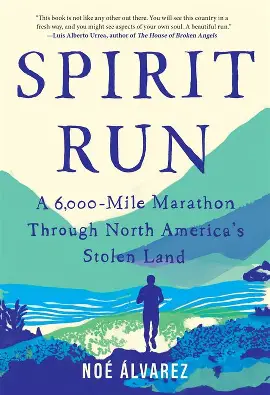 "This book is not like any other out there. You will see this country in a
fresh way, and you might see aspects of your own soul. A beautiful run."
—Luis Alberto Urrea, author of The House of Broken Angels
SPIRIT
RUN
A 6,000-Mile Marathon
Through North America's
Stolen Land
NOÉ ÁLVAREZ